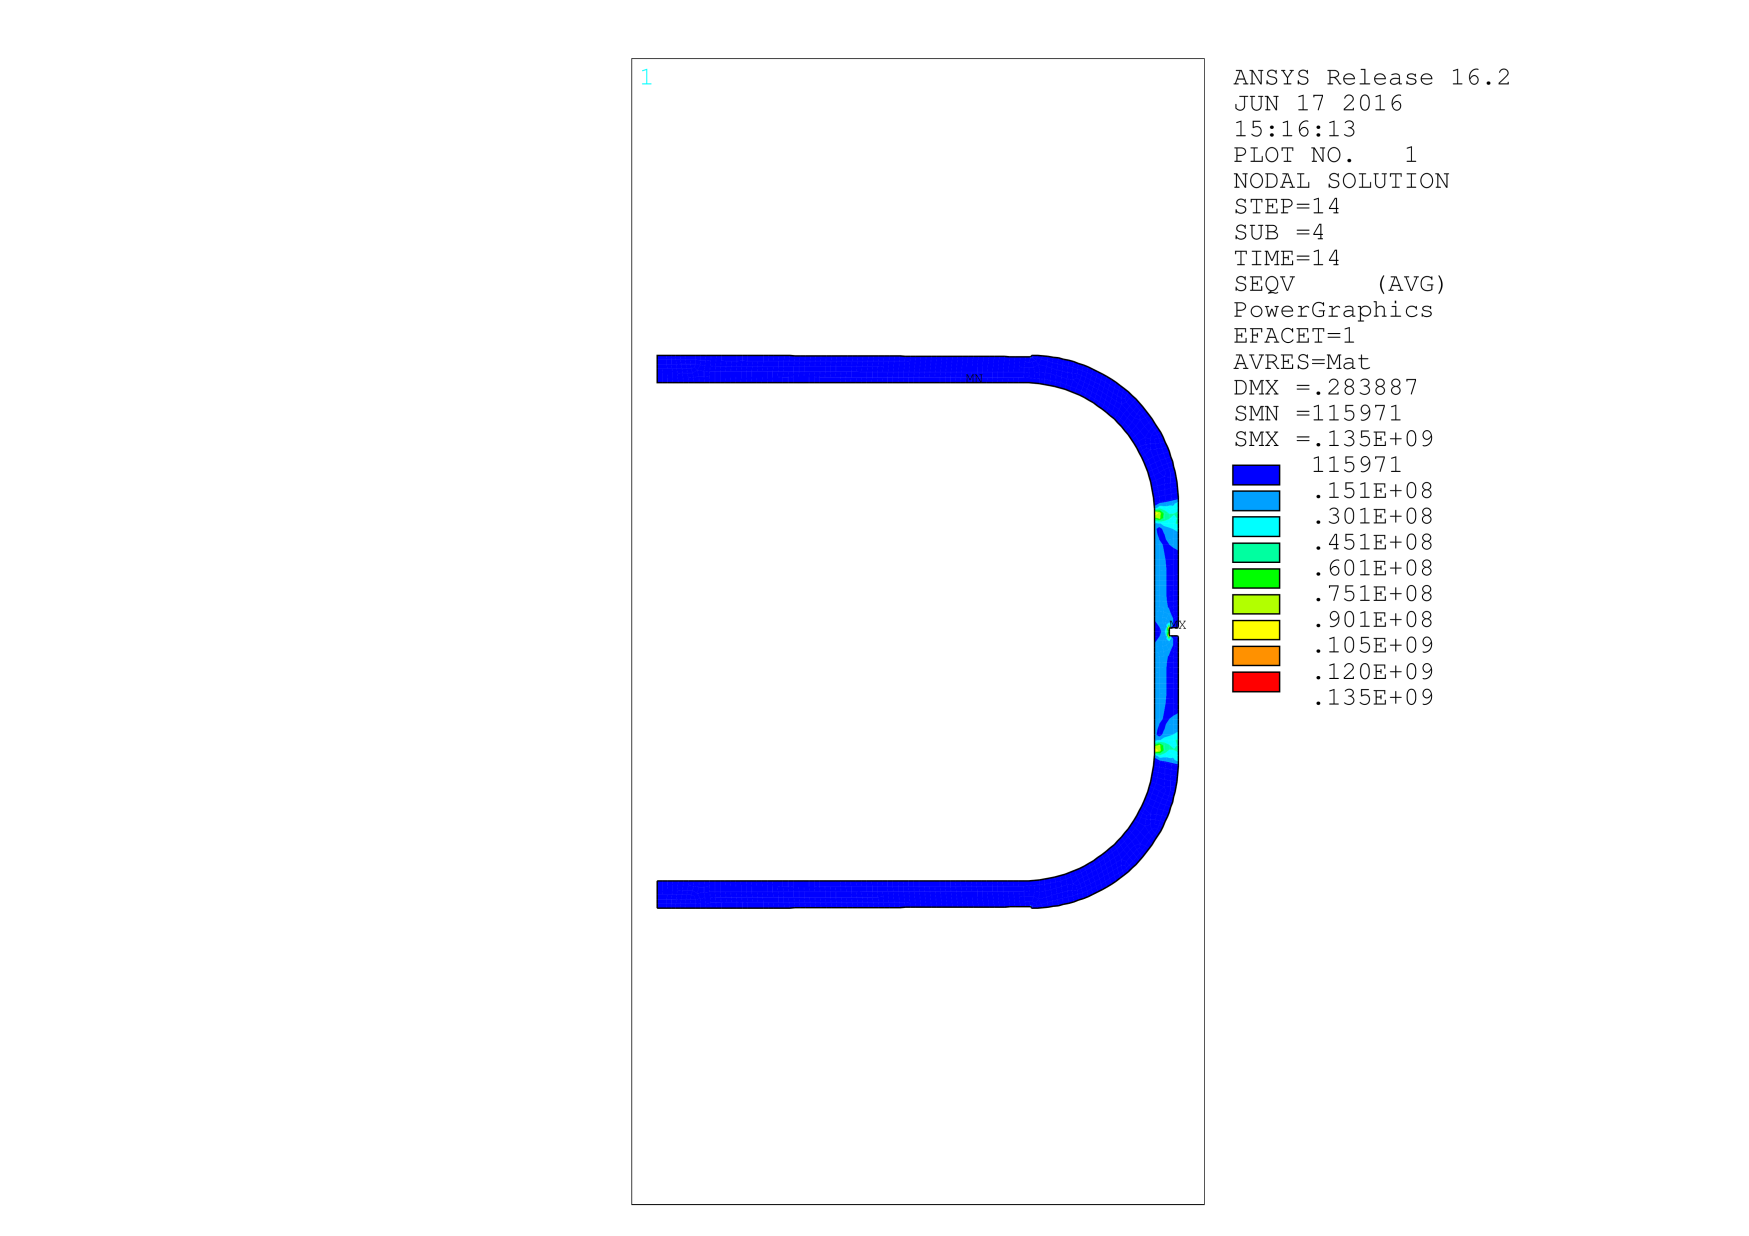 1
ANSYS Release 16.2
JUN 17 2016
15:16:13
PLOT NO.   1
NODAL SOLUTION
STEP=14
SUB =4
TIME=14
SEQV     (AVG)
PowerGraphics
EFACET=1
AVRES=Mat
DMX =.283887
SMN =115971
SMX =.135E+09
115971
.151E+08
.301E+08
.451E+08
.601E+08
.751E+08
.901E+08
.105E+09
.120E+09
.135E+09
MN
MX